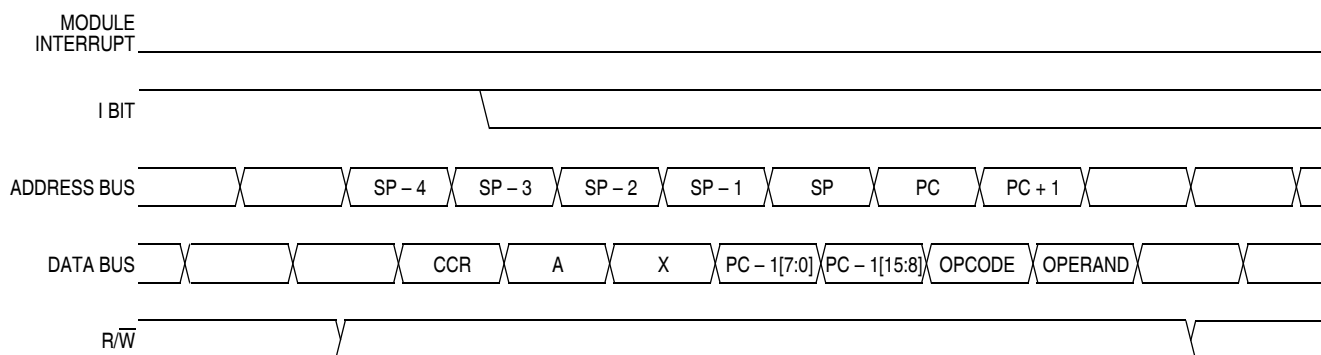 MODULE
INTERRUPT
I BIT
ADDRESS BUS SP – 4 SP – 3 SP – 2 SP – 1 SP PC PC + 1
DATA BUS CCR A X PC – 1[7:0] PC – 1[15:8] OPCODE OPERAND
R/W̅